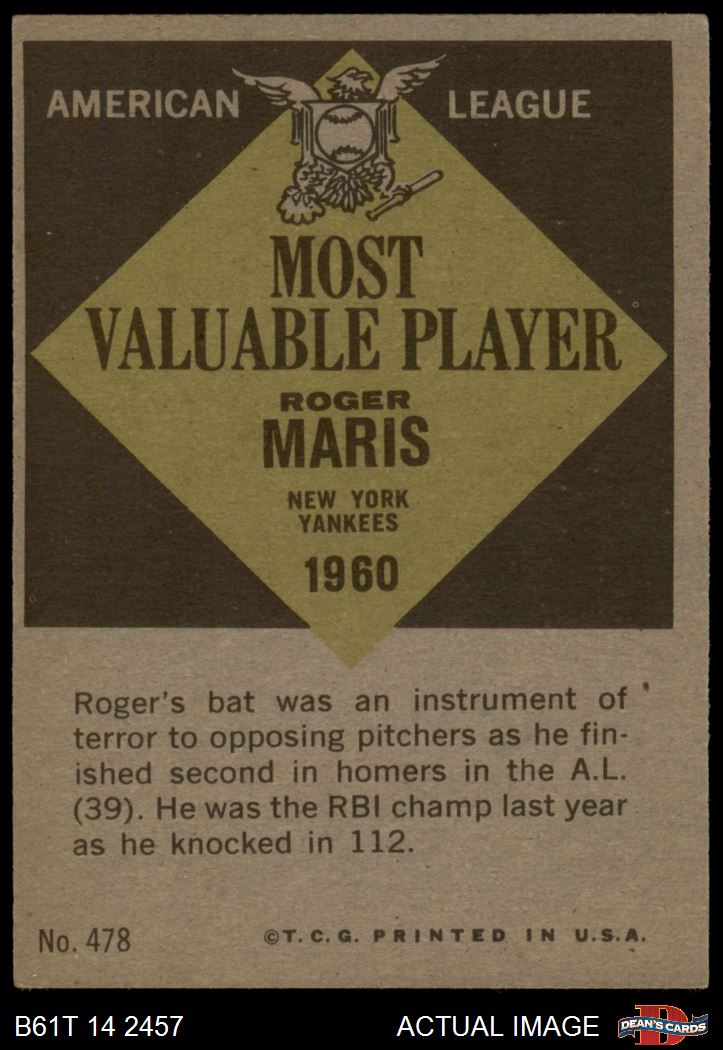 AMERICAN LEAGUE
MOST
VALUABLE PLAYER
ROGER
MARIS
NEW YORK
YANKEES
1960
Roger's bat was an instrument of
terror to opposing pitchers as he fin-
ished second in homers in the A.L.
(39). He was the RBI champ last year
as he knocked in 112.
No. 478 ©T.C.G. PRINTED IN U.S.A.
B61T 14 2457 ACTUAL IMAGE DEAN'S CARDS